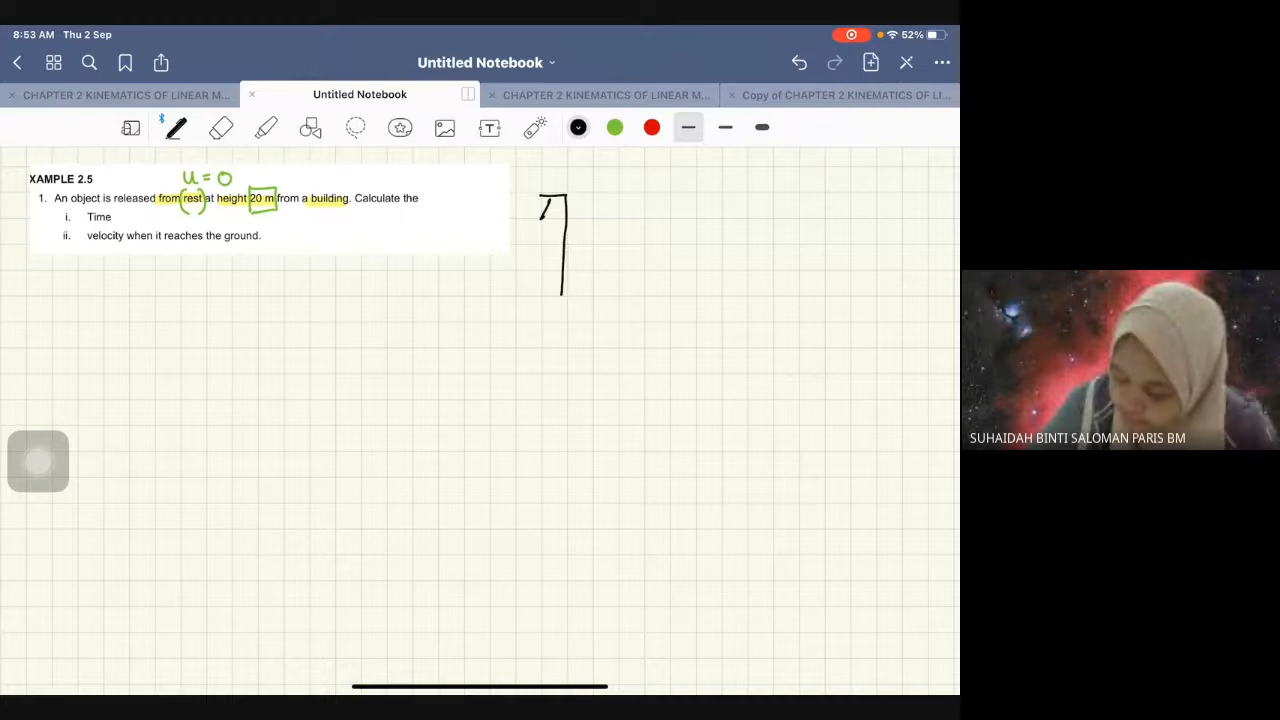 8:53 AM Thu 2 Sep
52%
Untitled Notebook
CHAPTER 2 KINEMATICS OF LINEAR M...
Untitled Notebook
CHAPTER 2 KINEMATICS OF LINEAR M...
Copy of CHAPTER 2 KINEMATICS OF LI...
T
XAMPLE 2.5
u = 0
1. An object is released from (rest) at height 20 m from a building. Calculate the
i. Time
ii. velocity when it reaches the ground.
SUHAIDAH BINTI SALOMAN PARIS BM